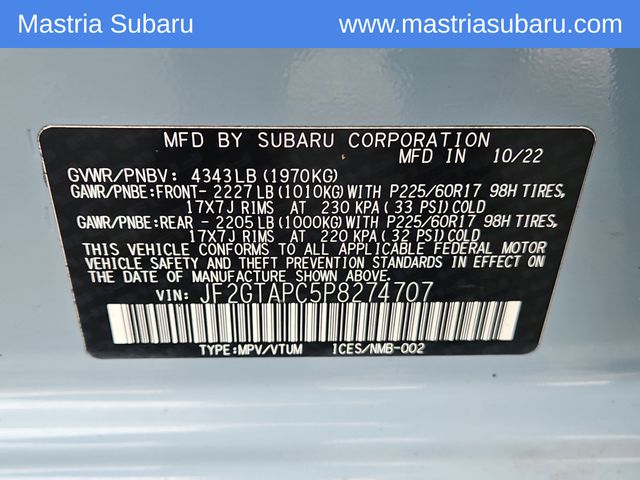 Mastria Subaru
www.mastriasubaru.com
MFD BY SUBARU CORPORATION
MFD IN 10/22
GVWR/PNBV: 4343LB (1970KG)
GAWR/PNBE:FRONT- 2227LB (1010KG) WITH P225/60R17 98H TIRES,
17X7J RIMS AT 230 KPA (33 PSI) COLD
GAWR/PNBE:REAR - 2205LB (1000KG) WITH P225/60R17 98H TIRES,
17X7J RIMS AT 220 KPA (32 PSI) COLD
THIS VEHICLE CONFORMS TO ALL APPLICABLE FEDERAL MOTOR
VEHICLE SAFETY AND THEFT PREVENTION STANDARDS IN EFFECT ON
THE DATE OF MANUFACTURE SHOWN ABOVE.
VIN: JF2GTAPC5P8274707
TYPE:MPV/VTUM ICES/NMB-002